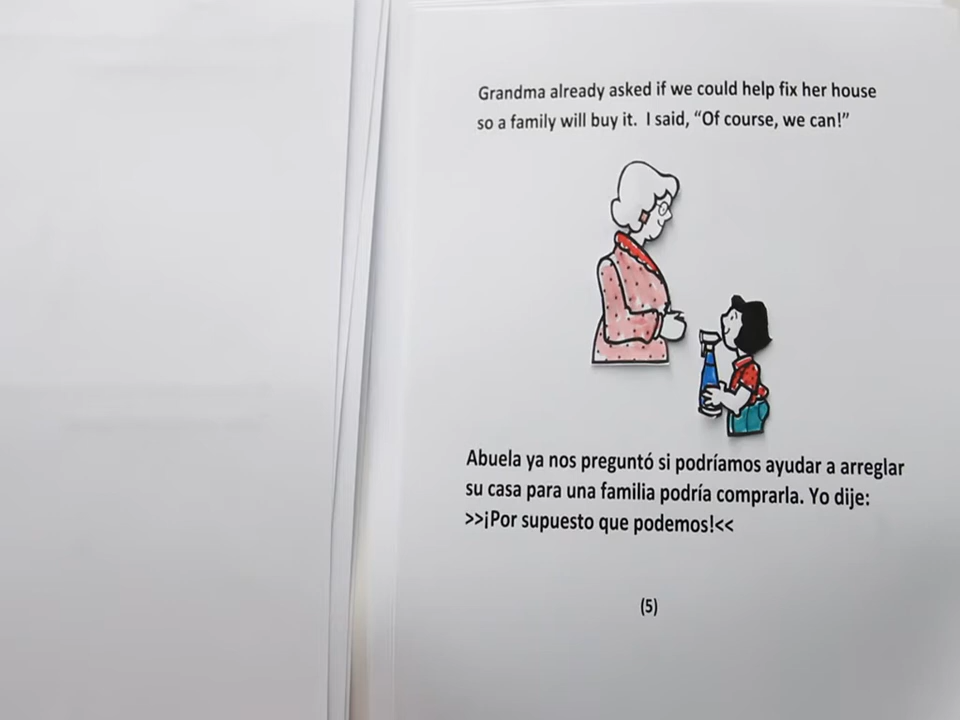 Grandma already asked if we could help fix her house
so a family will buy it.  I said, “Of course, we can!”
Abuela ya nos preguntó si podríamos ayudar a arreglar
su casa para una familia podría comprarla. Yo dije:
>>¡Por supuesto que podemos!<<
(5)